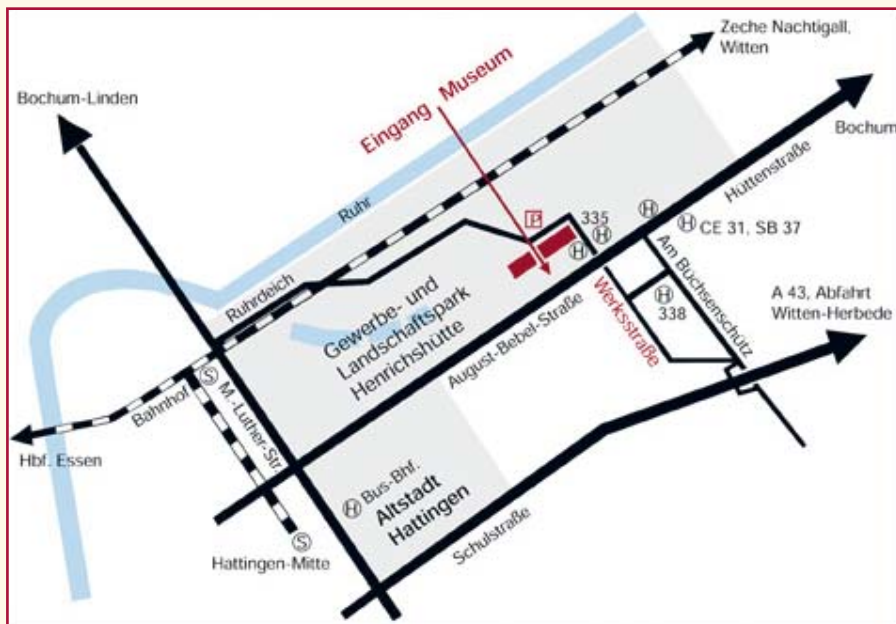 Zeche Nachtigall,
Witten
Bochum-Linden
Eingang Museum
Bochum
Hüttenstraße
Ruhr
P
335
H
H
H
H
CE 31, SB 37
Am Büchsenschütz
Ruhrdeich
Gewerbe- und
Landschaftspark
Henrichshütte
August-Bebel-Straße
Werksstraße
H
338
A 43, Abfahrt
Witten-Herbede
S
Bahnhof
M.-Luther-Str.
Hbf. Essen
H Bus-Bhf.
Altstadt
Hattingen
Schulstraße
S
Hattingen-Mitte